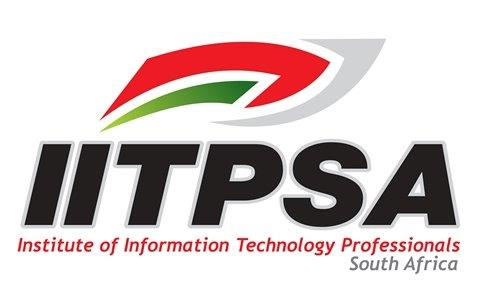 IITPSA
Institute of Information Technology Professionals
South Africa